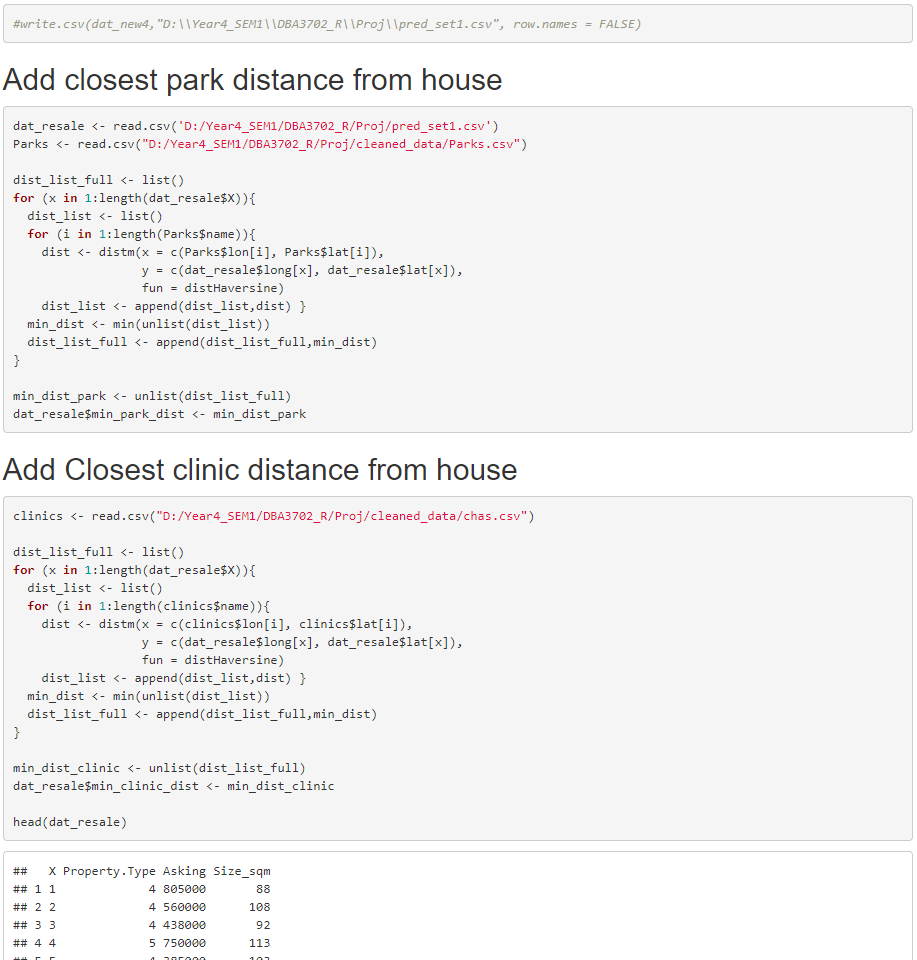 #write.csv(dat_new4,"D:\\Year4_SEM1\\DBA3702_R\\Proj\\pred_set1.csv", row.names = FALSE)
Add closest park distance from house
dat_resale <- read.csv('D:/Year4_SEM1/DBA3702_R/Proj/pred_set1.csv')
Parks <- read.csv("D:/Year4_SEM1/DBA3702_R/Proj/cleaned_data/Parks.csv")
dist_list_full <- list()
for (x in 1:length(dat_resale$X)){
  dist_list <- list()
  for (i in 1:length(Parks$name)){
    dist <- distm(x = c(Parks$lon[i], Parks$lat[i]),
                  y = c(dat_resale$long[x], dat_resale$lat[x]),
                  fun = distHaversine)
    dist_list <- append(dist_list,dist) }
  min_dist <- min(unlist(dist_list))
  dist_list_full <- append(dist_list_full,min_dist)
}
min_dist_park <- unlist(dist_list_full)
dat_resale$min_park_dist <- min_dist_park
Add Closest clinic distance from house
clinics <- read.csv("D:/Year4_SEM1/DBA3702_R/Proj/cleaned_data/chas.csv")
dist_list_full <- list()
for (x in 1:length(dat_resale$X)){
  dist_list <- list()
  for (i in 1:length(clinics$name)){
    dist <- distm(x = c(clinics$lon[i], clinics$lat[i]),
                  y = c(dat_resale$long[x], dat_resale$lat[x]),
                  fun = distHaversine)
    dist_list <- append(dist_list,dist) }
  min_dist <- min(unlist(dist_list))
  dist_list_full <- append(dist_list_full,min_dist)
}
min_dist_clinic <- unlist(dist_list_full)
dat_resale$min_clinic_dist <- min_dist_clinic
head(dat_resale)
##   X Property.Type Asking Size_sqm
## 1 1             4 805000       88
## 2 2             4 560000      108
## 3 3             4 438000       92
## 4 4             5 750000      113